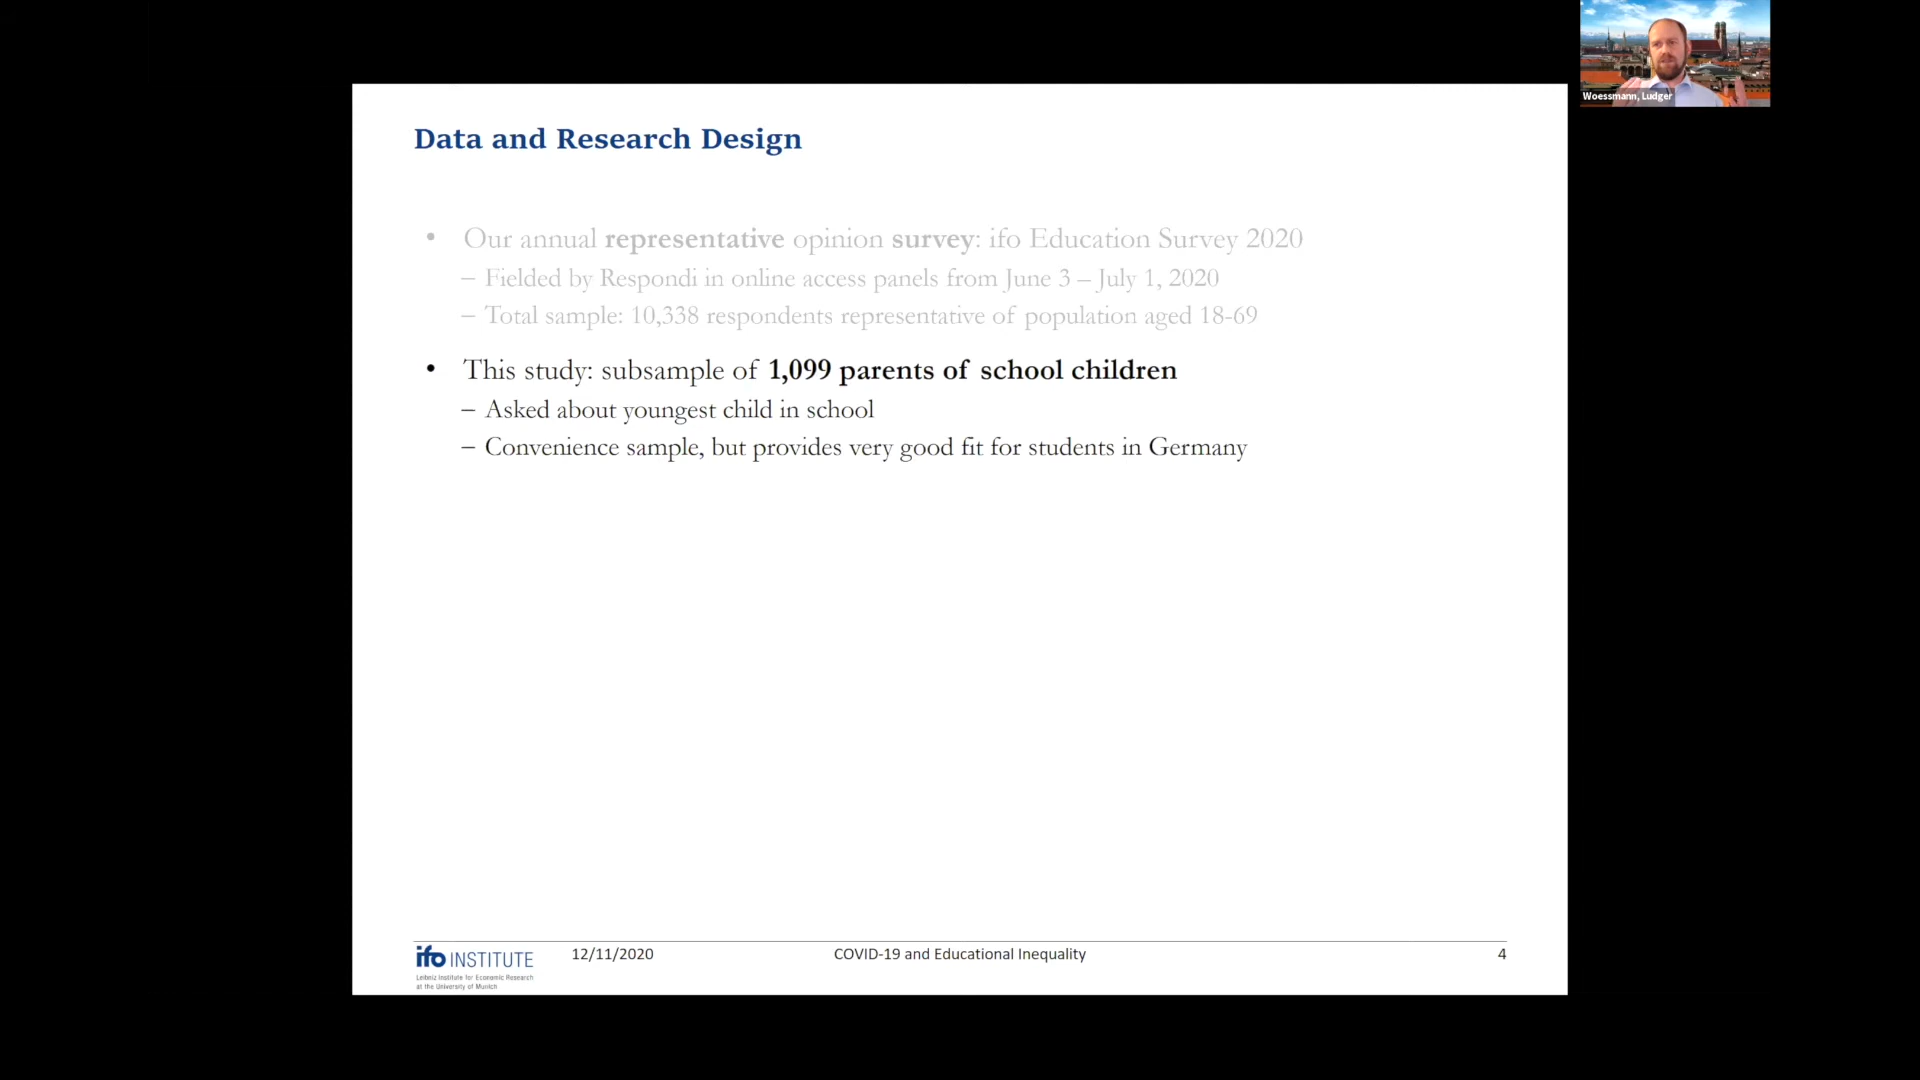 Woessmann, Ludger
Data and Research Design
• Our annual representative opinion survey: ifo Education Survey 2020
– Fielded by Respondi in online access panels from June 3 – July 1, 2020
– Total sample: 10,338 respondents representative of population aged 18-69
• This study: subsample of 1,099 parents of school children
– Asked about youngest child in school
– Convenience sample, but provides very good fit for students in Germany
ifo INSTITUTE
Leibniz Institute for Economic Research
at the University of Munich
12/11/2020
COVID-19 and Educational Inequality
4